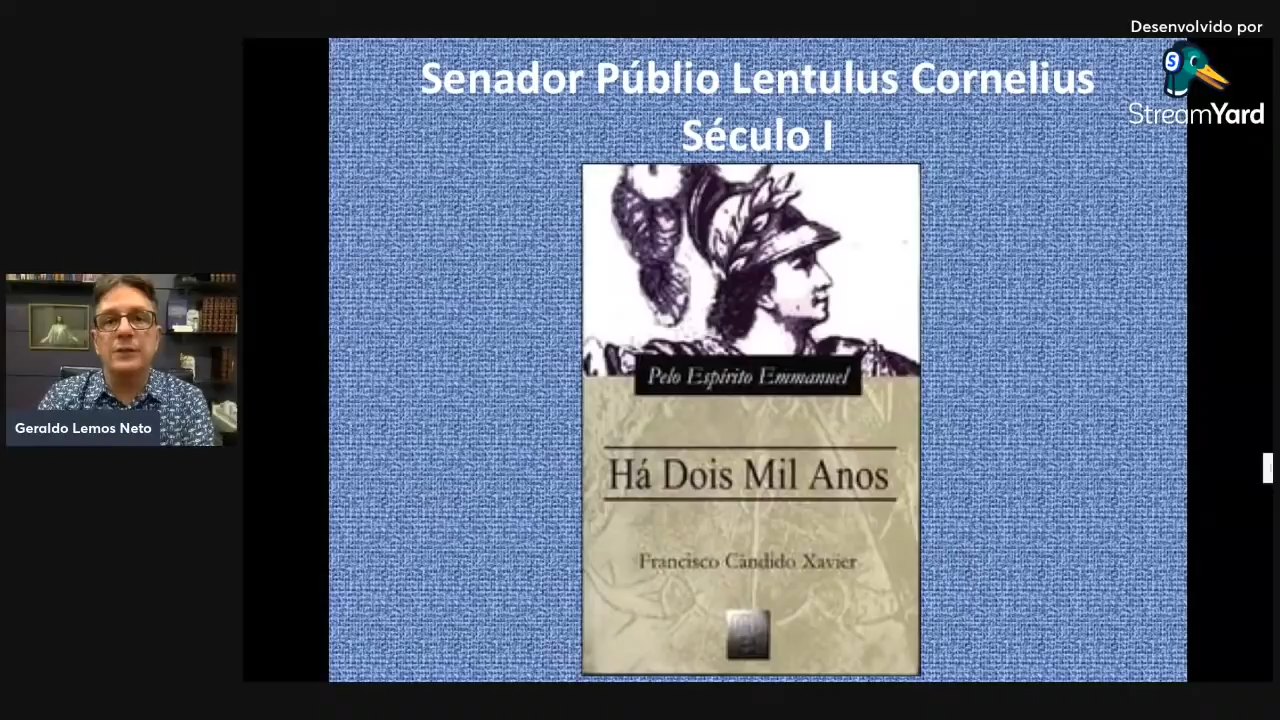 Desenvolvido por
StreamYard
Senador Públio Lentulus Cornelius
Século I
Pelo Espírito Emmanuel
Há Dois Mil Anos
Francisco Cândido Xavier
Geraldo Lemos Neto